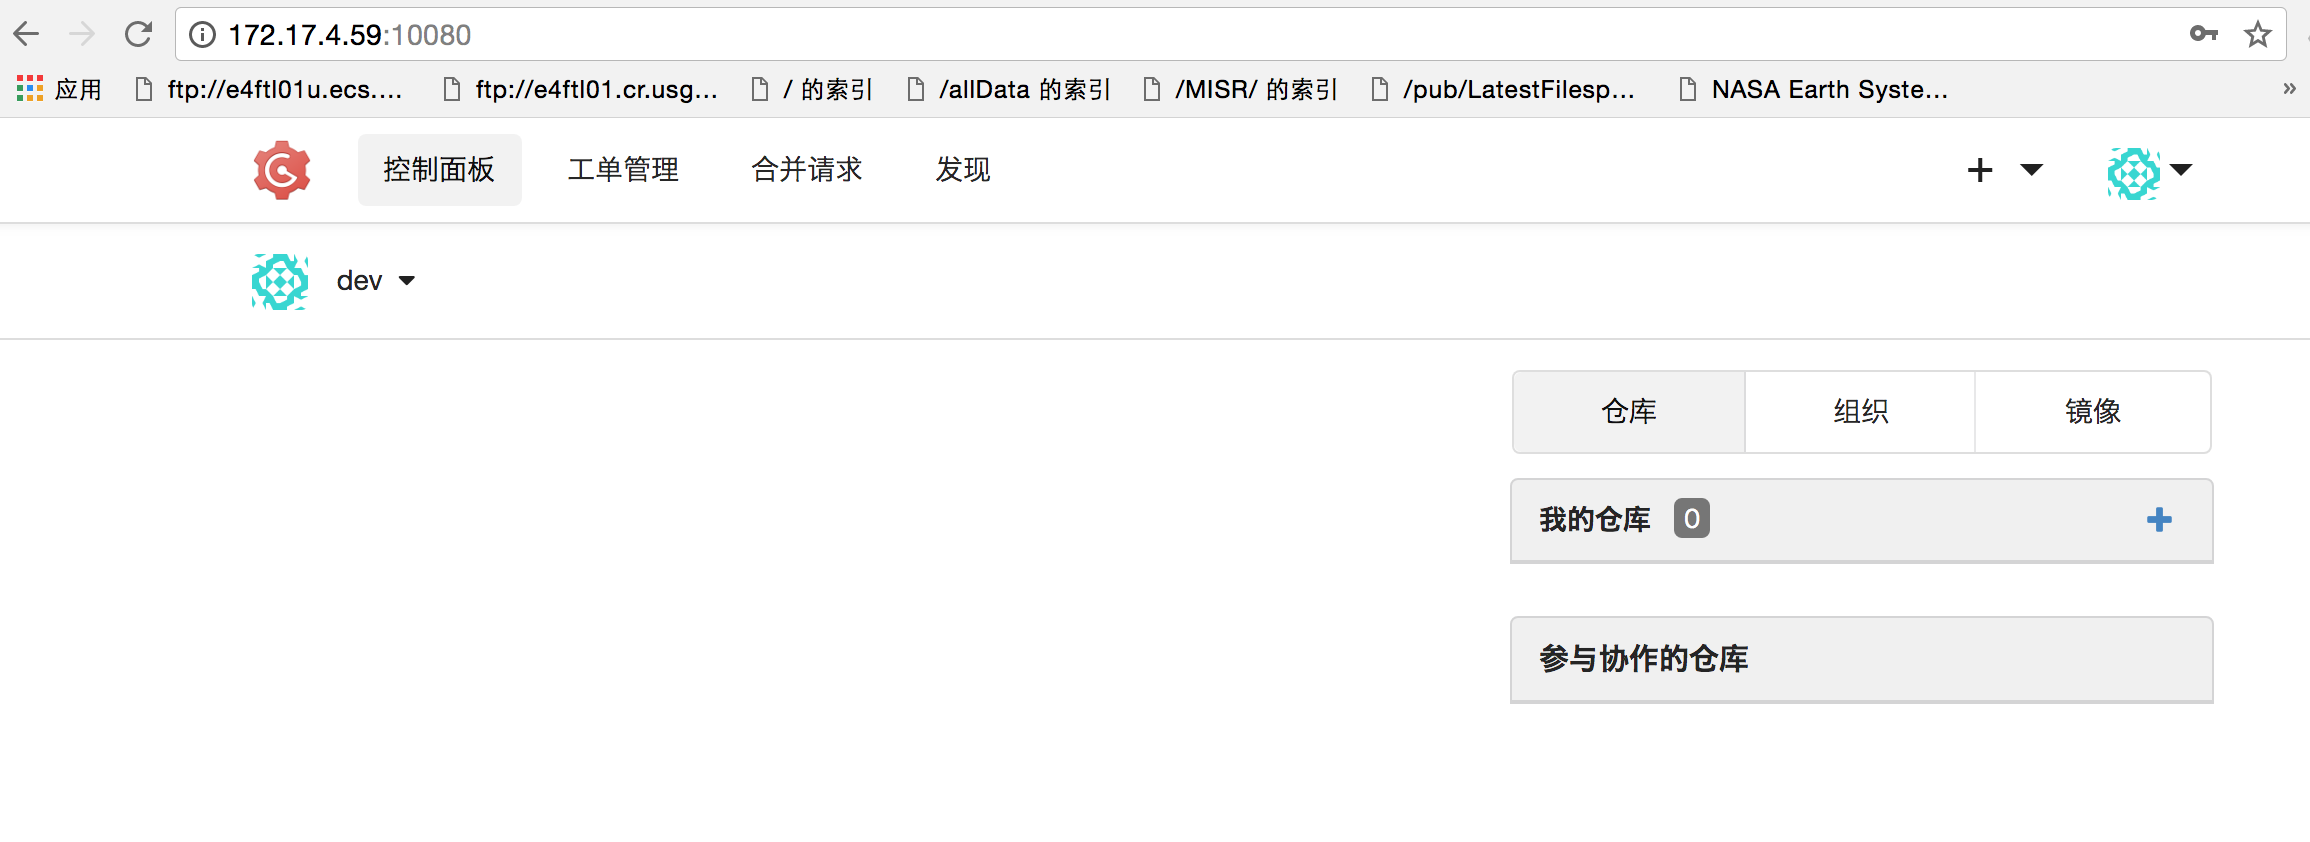 172.17.4.59:10080
应用 ftp://e4ftl01u.ecs.... ftp://e4ftl01.cr.usg... / 的索引 /allData 的索引 /MISR/ 的索引 /pub/LatestFilesp... NASA Earth Syste... »
控制面板 工单管理 合并请求 发现
dev
仓库 组织 镜像
我的仓库 0
参与协作的仓库